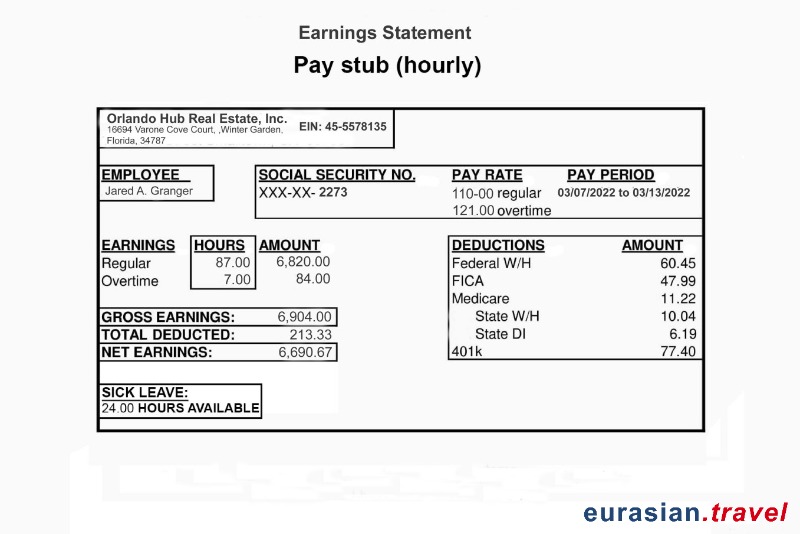 Earnings Statement
Pay stub (hourly)
Orlando Hub Real Estate, Inc. EIN: 45-5578135
16694 Varone Cove Court, ,Winter Garden,
Florida, 34787
EMPLOYEE SOCIAL SECURITY NO. PAY RATE PAY PERIOD
Jared A. Granger XXX-XX- 2273 110-00 regular 03/07/2022 to 03/13/2022
121.00 overtime
EARNINGS HOURS AMOUNT DEDUCTIONS AMOUNT
Regular 87.00 6,820.00 Federal W/H 60.45
Overtime 7.00 84.00 FICA 47.99
Medicare 11.22
GROSS EARNINGS: 6,904.00 State W/H 10.04
TOTAL DEDUCTED: 213.33 State DI 6.19
NET EARNINGS: 6,690.67 401k 77.40
SICK LEAVE:
24.00 HOURS AVAILABLE
eurasian.travel